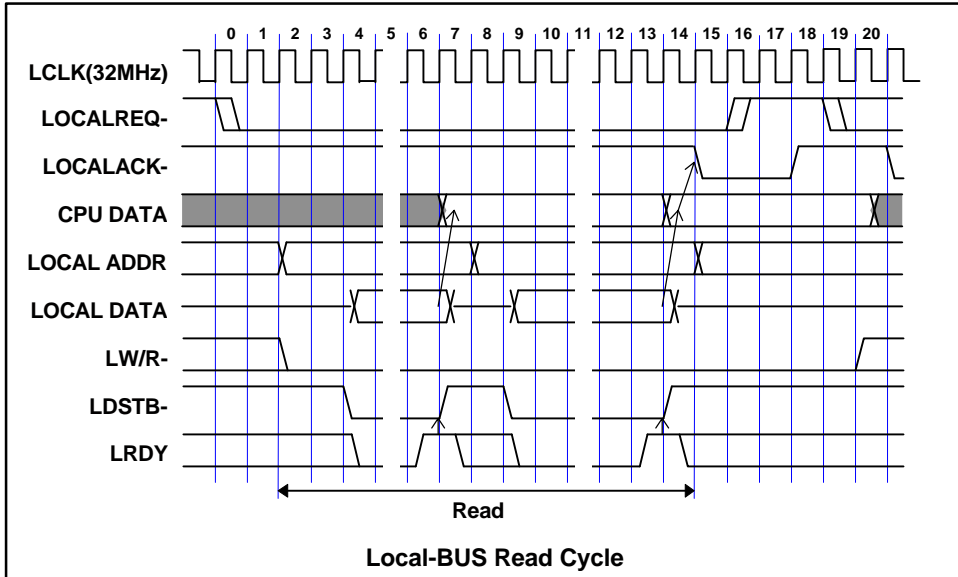 0 1 2 3 4 5 6 7 8 9 10 11 12 13 14 15 16 17 18 19 20
LCLK(32MHz)
LOCALREQ-
LOCALACK-
CPU DATA
LOCAL ADDR
LOCAL DATA
LW/R-
LDSTB-
LRDY
Read
Local-BUS Read Cycle